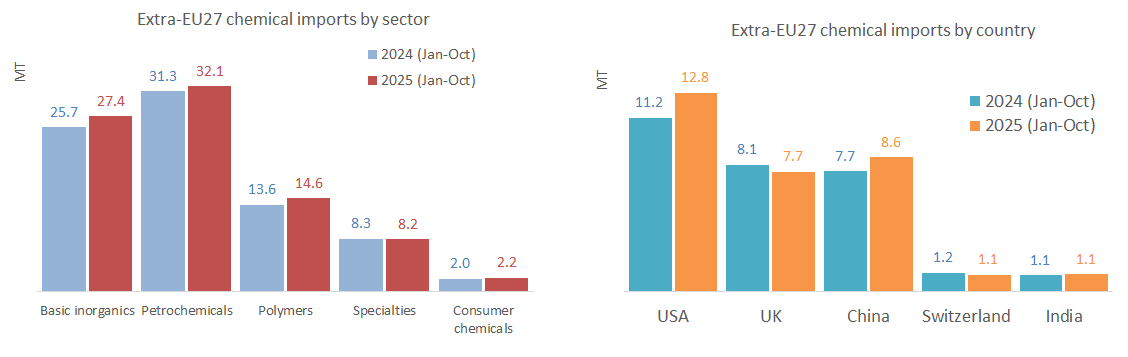 Extra-EU27 chemical imports by sector
MT
2024 (Jan-Oct)
2025 (Jan-Oct)
25.7
27.4
31.3
32.1
13.6
14.6
8.3
8.2
2.0
2.2
Basic inorganics
Petrochemicals
Polymers
Specialties
Consumer
chemicals
Extra-EU27 chemical imports by country
MT
2024 (Jan-Oct)
2025 (Jan-Oct)
11.2
12.8
8.1
7.7
7.7
8.6
1.2
1.1
1.1
1.1
USA
UK
China
Switzerland
India